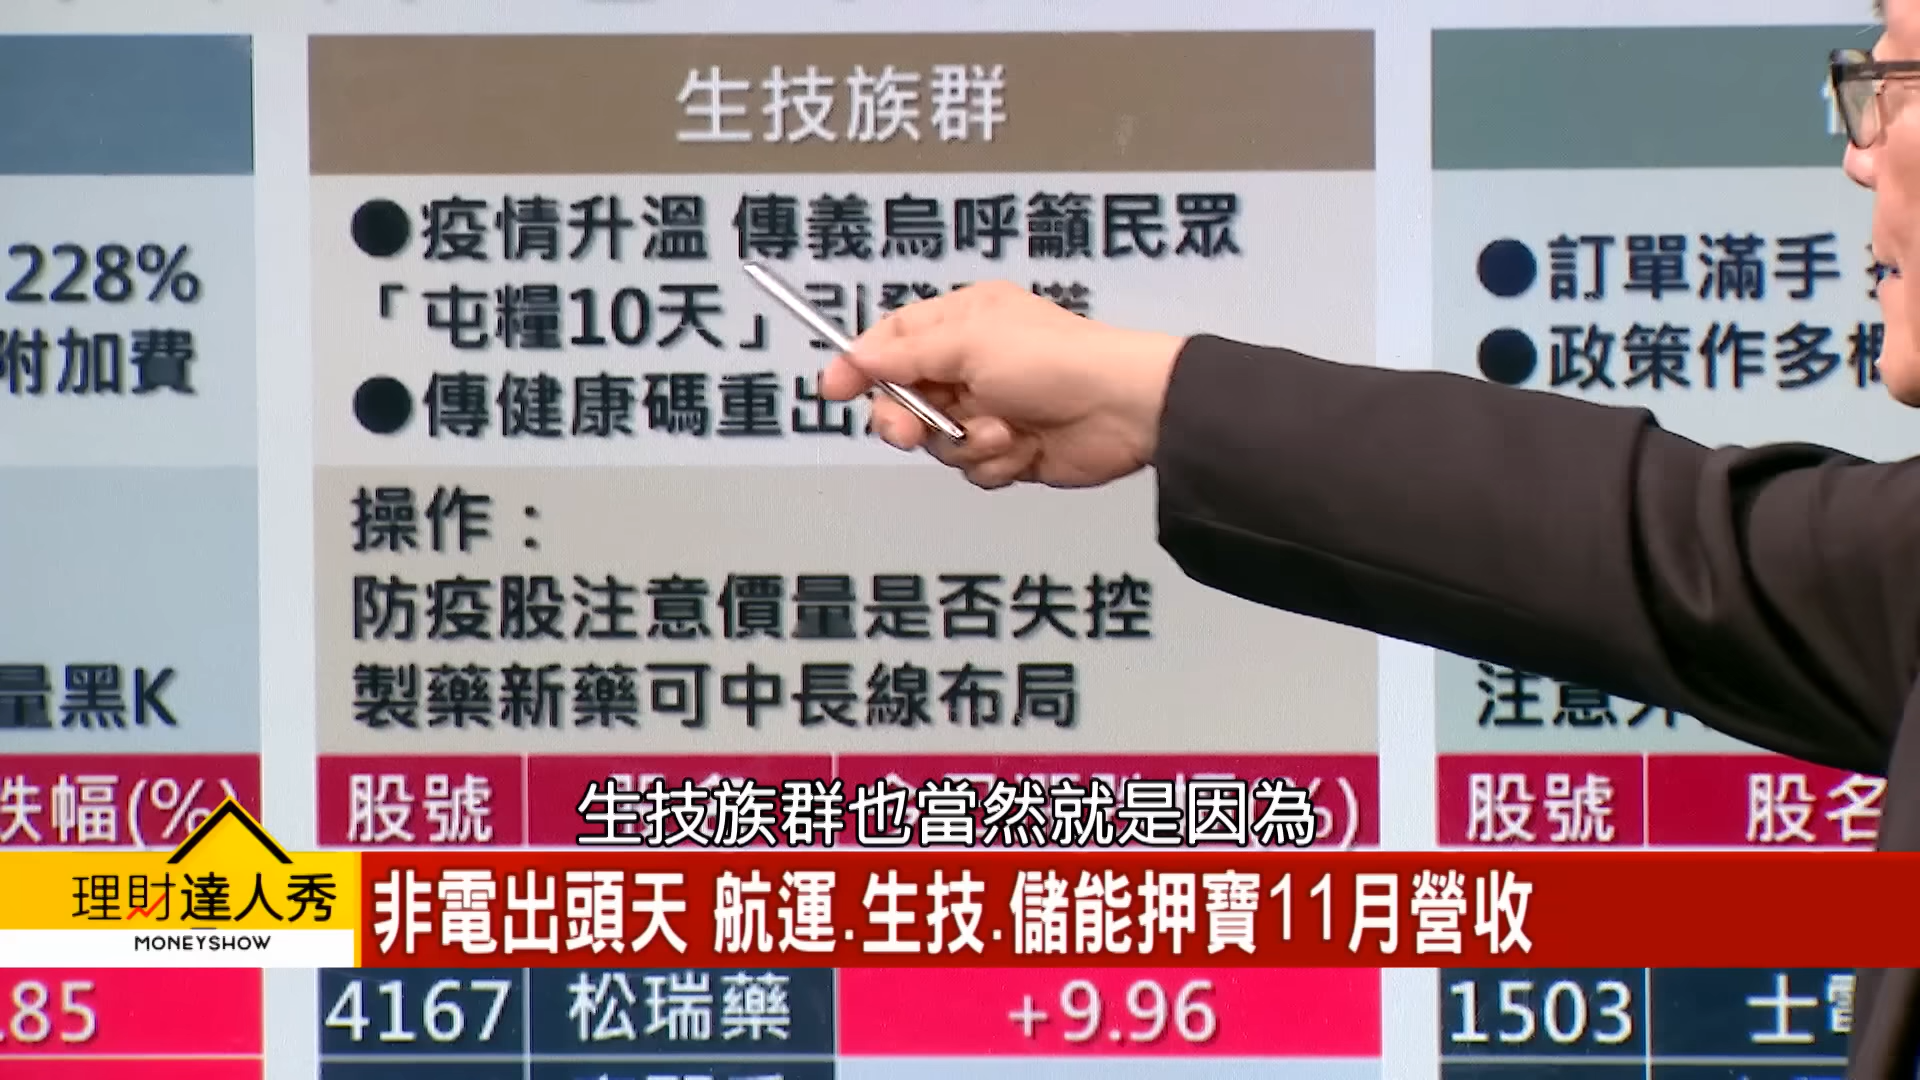 生技族群
228%
附加費
●疫情升溫 傳義烏呼籲民眾
「屯糧10天」引發
●傳健康碼重出
●訂單滿手
●政策作多
操作：
防疫股注意價量是否失控
製藥新藥可中長線布局
量黑K
注意
跌幅(%)
股號
股號
股名
生技族群也當然就是因為
理財達人秀
MONEYSHOW
非電出頭天 航運.生技.儲能押寶11月營收
.85
4167 松瑞藥 +9.96
1503 士電